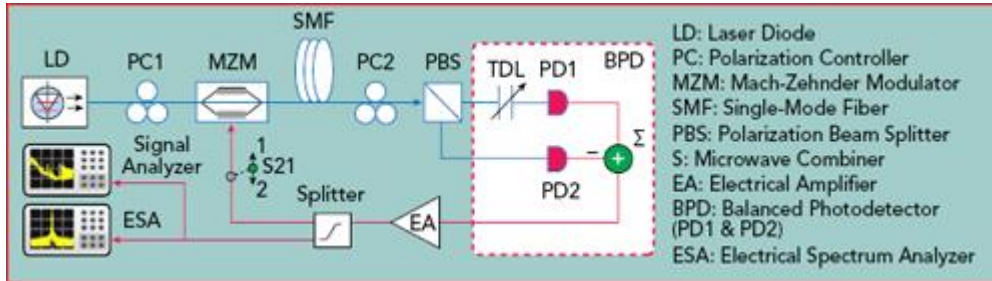 SMF
LD
PC1
MZM
PC2
PBS
TDL
PD1
BPD
Σ
−
+
PD2
Signal
Analyzer
1
S21
2
Splitter
ESA
EA
LD: Laser Diode
PC: Polarization Controller
MZM: Mach-Zehnder Modulator
SMF: Single-Mode Fiber
PBS: Polarization Beam Splitter
S: Microwave Combiner
EA: Electrical Amplifier
BPD: Balanced Photodetector
(PD1 & PD2)
ESA: Electrical Spectrum Analyzer